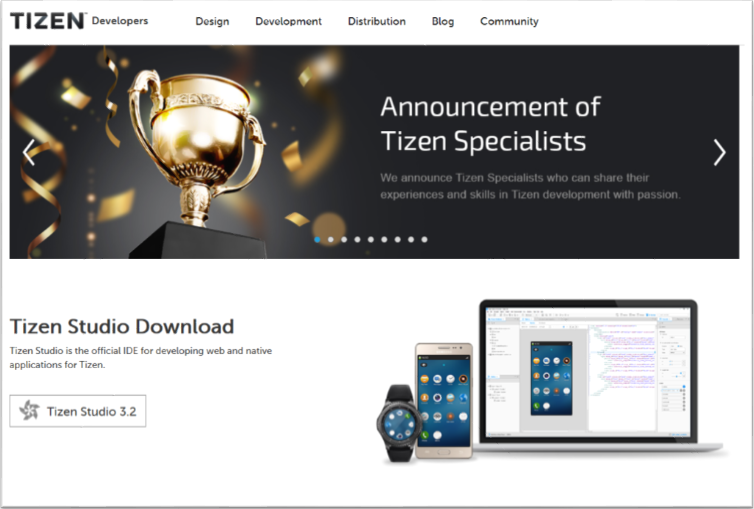 TIZEN™ Developers Design Development Distribution Blog Community
Announcement of
Tizen Specialists
We announce Tizen Specialists who can share their
experiences and skills in Tizen development with passion.
Tizen Studio Download
Tizen Studio is the official IDE for developing web and native
applications for Tizen.
Tizen Studio 3.2